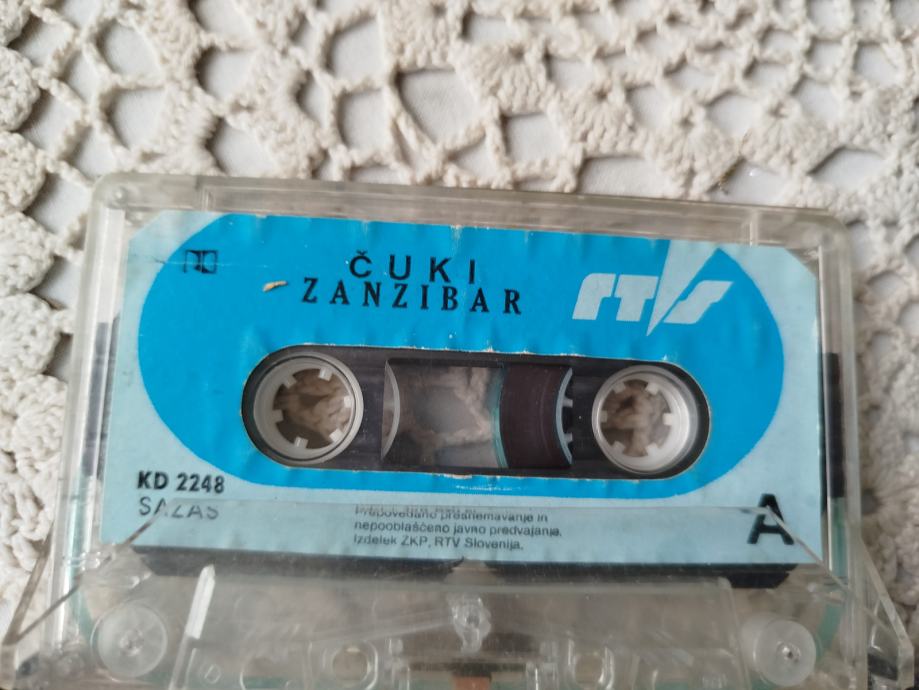 ČUKI
ZANZIBAR
RTVS
KD 2248
SAZAS
Prepovedano presnemavanje in
nepooblaščeno javno predvajanje.
Izdelek ZKP, RTV Slovenija.
A